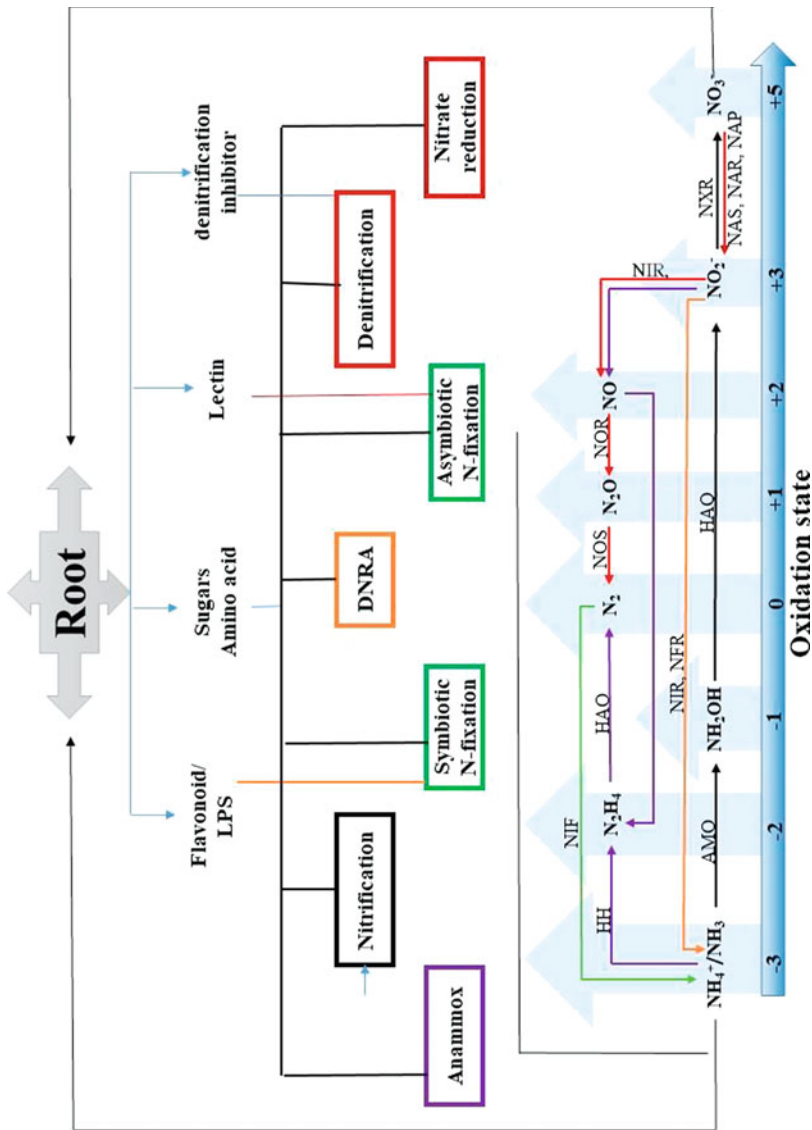 Root
Flavonoid/
LPS
Sugars
Amino acid
Lectin
denitrification
inhibitor
Anammox
Nitrification
Symbiotic
N-fixation
DNRA
Asymbiotic
N-fixation
Denitrification
Nitrate
reduction
NIF
HH
N₂H₄
HAO
N₂
NOS
N₂O
NOR
NO
NIR,
NIR, NFR
NH₄⁺/NH₃
AMO
NH₂OH
HAO
NO₂⁻
NXR
NAS, NAR, NAP
NO₃⁻
-3
-2
-1
0
+1
+2
+3
+5
Oxidation state